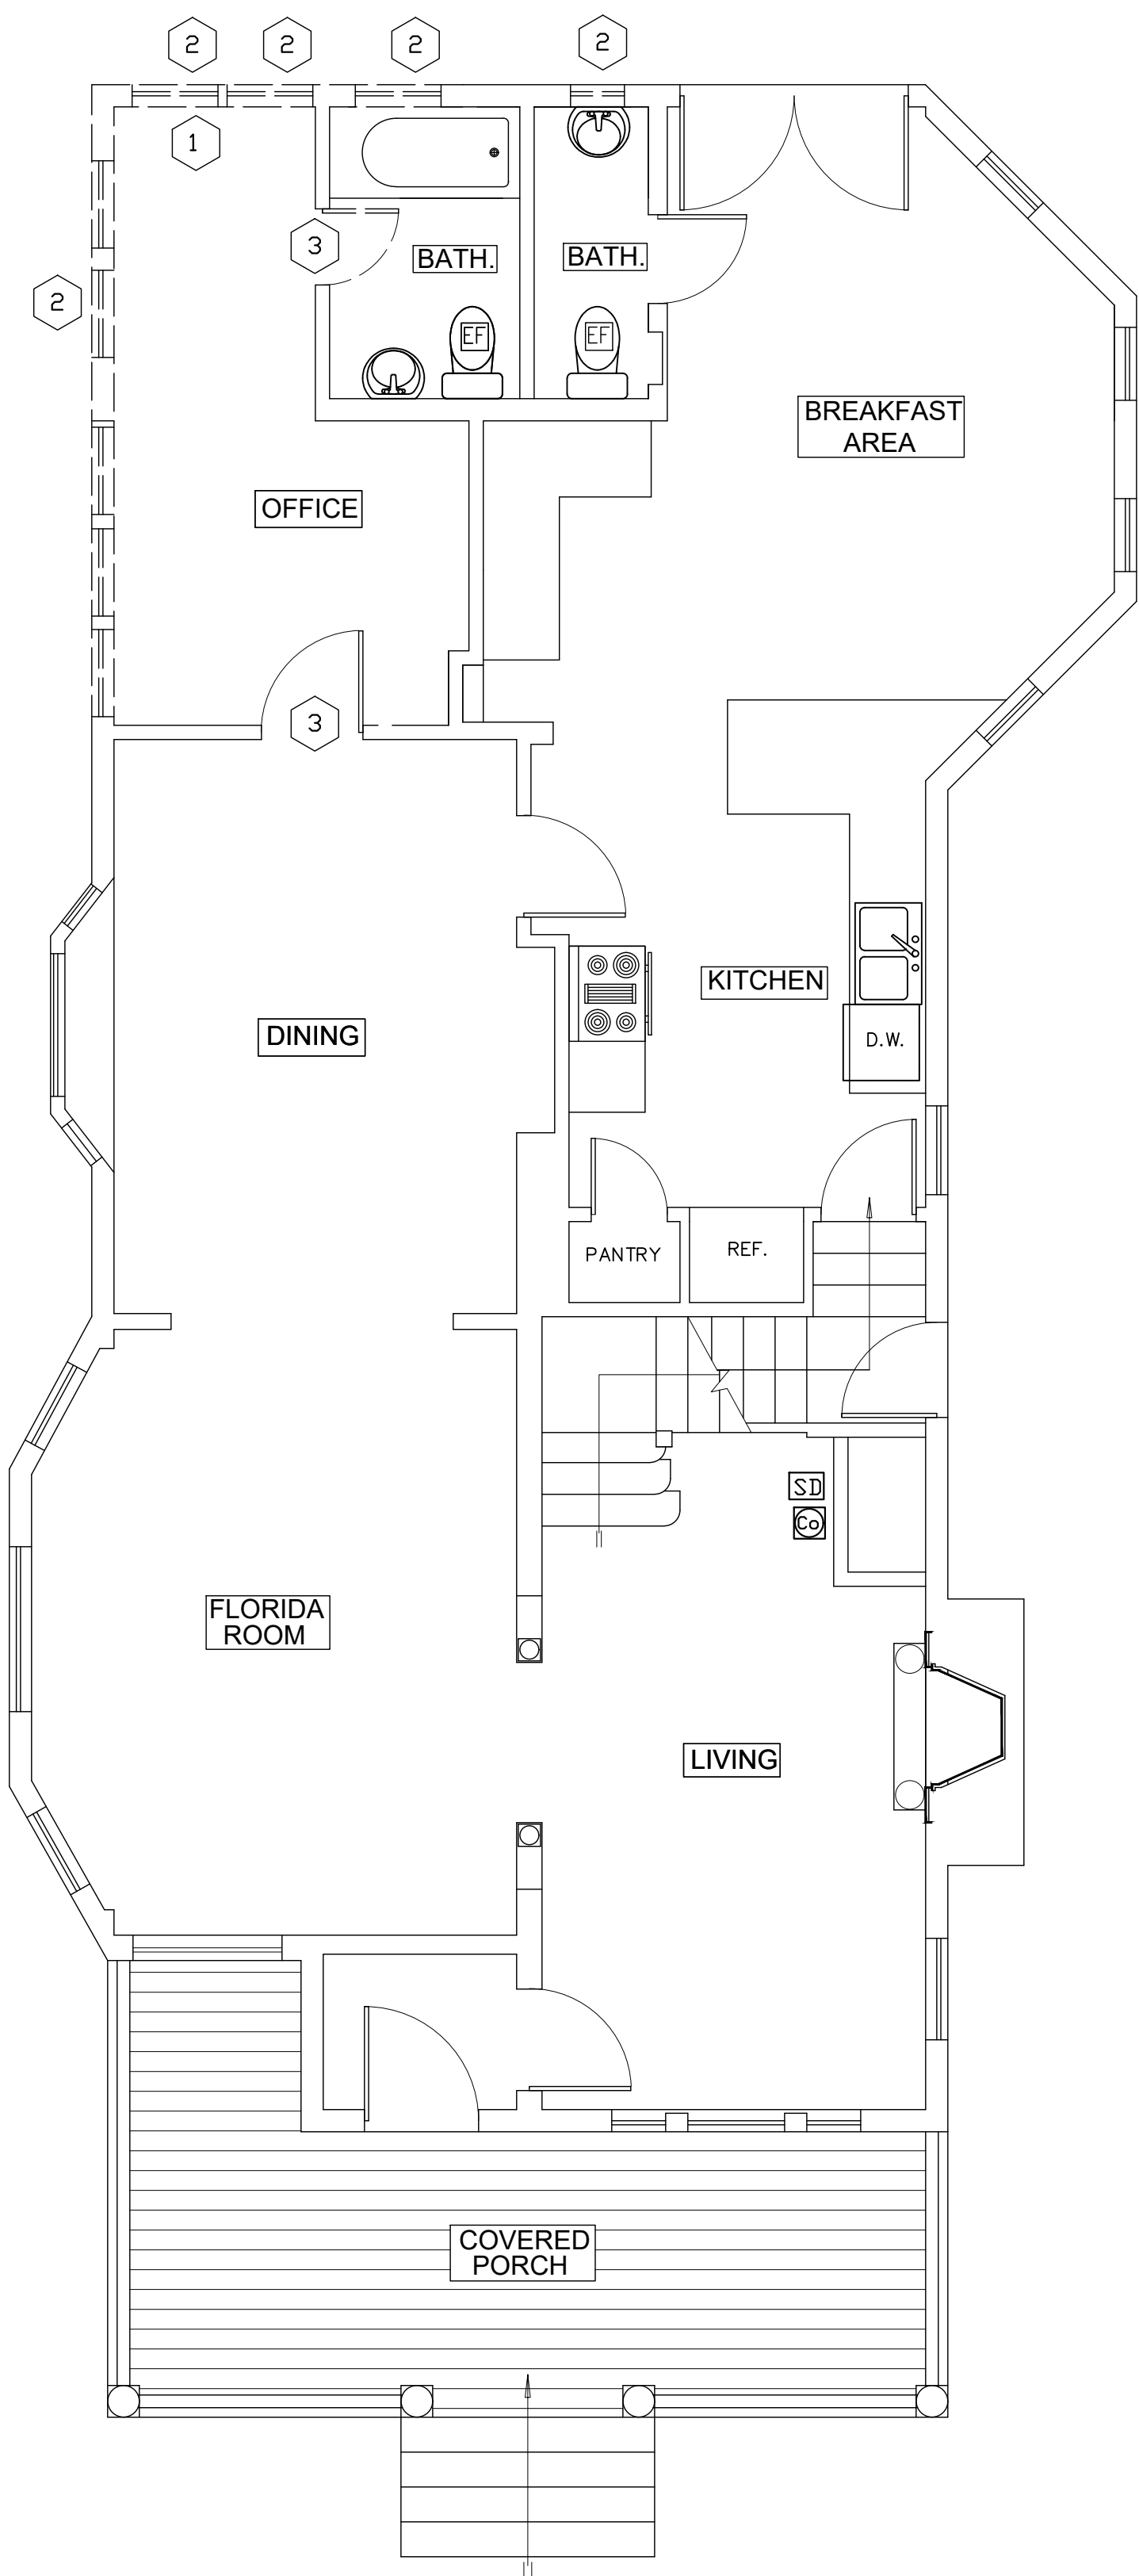 2
2
2
2
1
3
BATH.
BATH.
2
EF
EF
BREAKFAST
AREA
OFFICE
3
KITCHEN
DINING
D.W.
PANTRY
REF.
SD
Co
FLORIDA
ROOM
LIVING
COVERED
PORCH